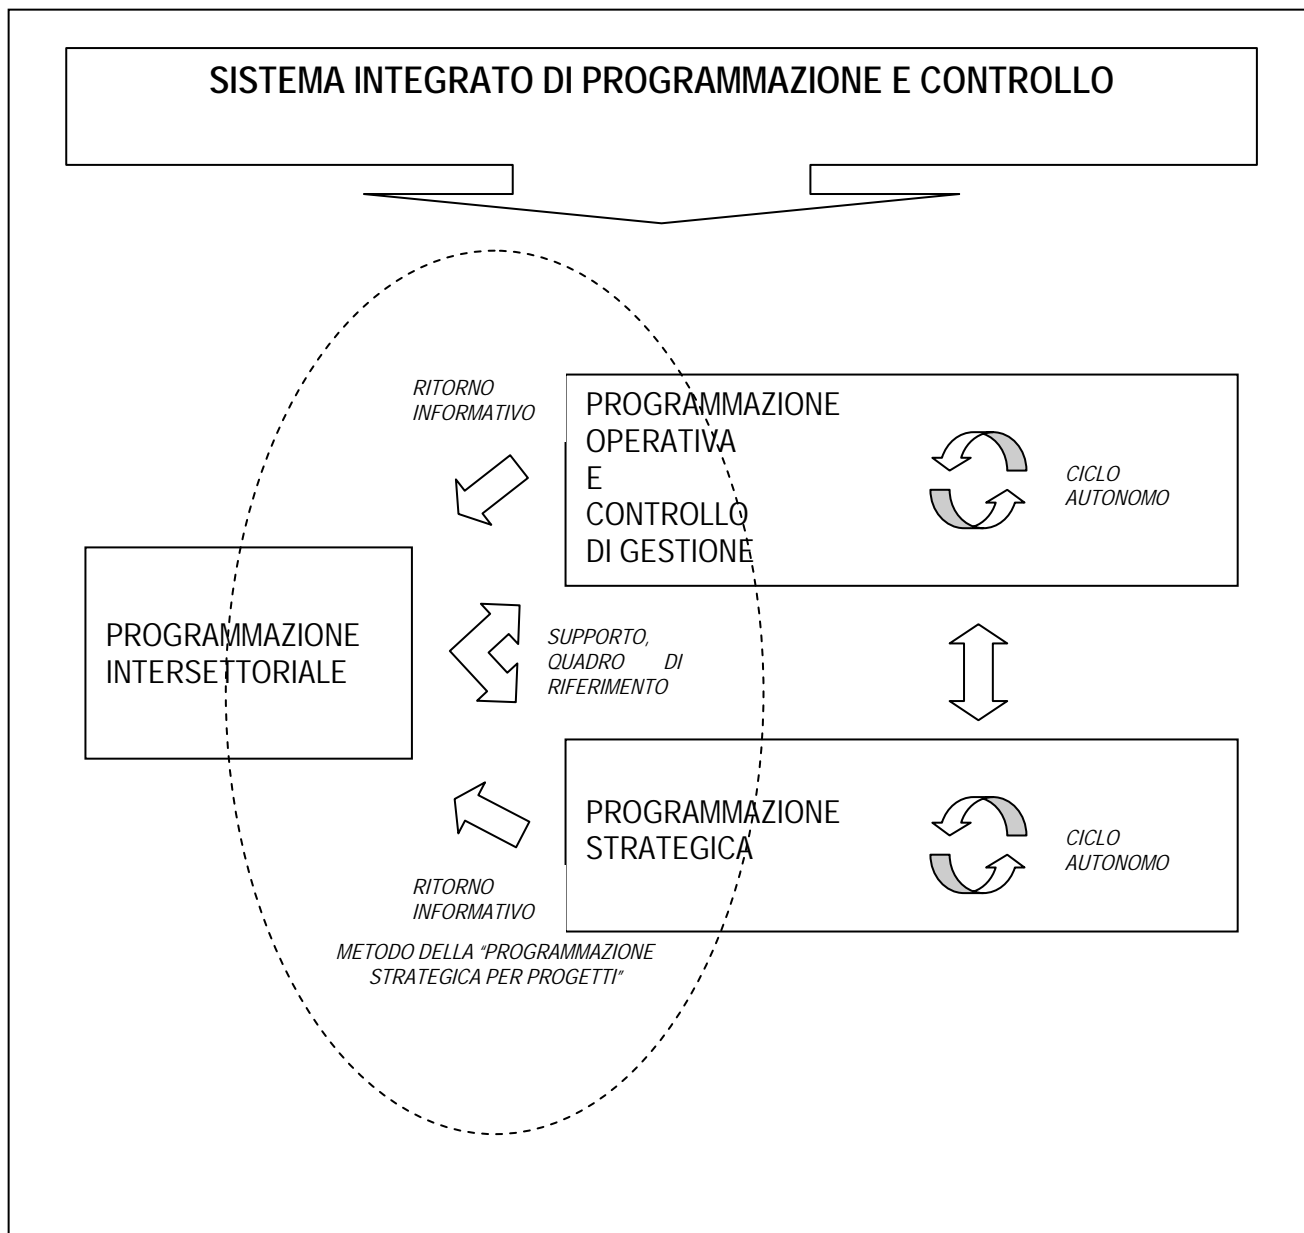 SISTEMA INTEGRATO DI PROGRAMMAZIONE E CONTROLLO
RITORNO
INFORMATIVO
PROGRAMMAZIONE
OPERATIVA
E
CONTROLLO
DI GESTIONE
CICLO
AUTONOMO
PROGRAMMAZIONE
INTERSETTORIALE
SUPPORTO,
QUADRO DI
RIFERIMENTO
PROGRAMMAZIONE
STRATEGICA
CICLO
AUTONOMO
RITORNO
INFORMATIVO
METODO DELLA “PROGRAMMAZIONE
STRATEGICA PER PROGETTI”